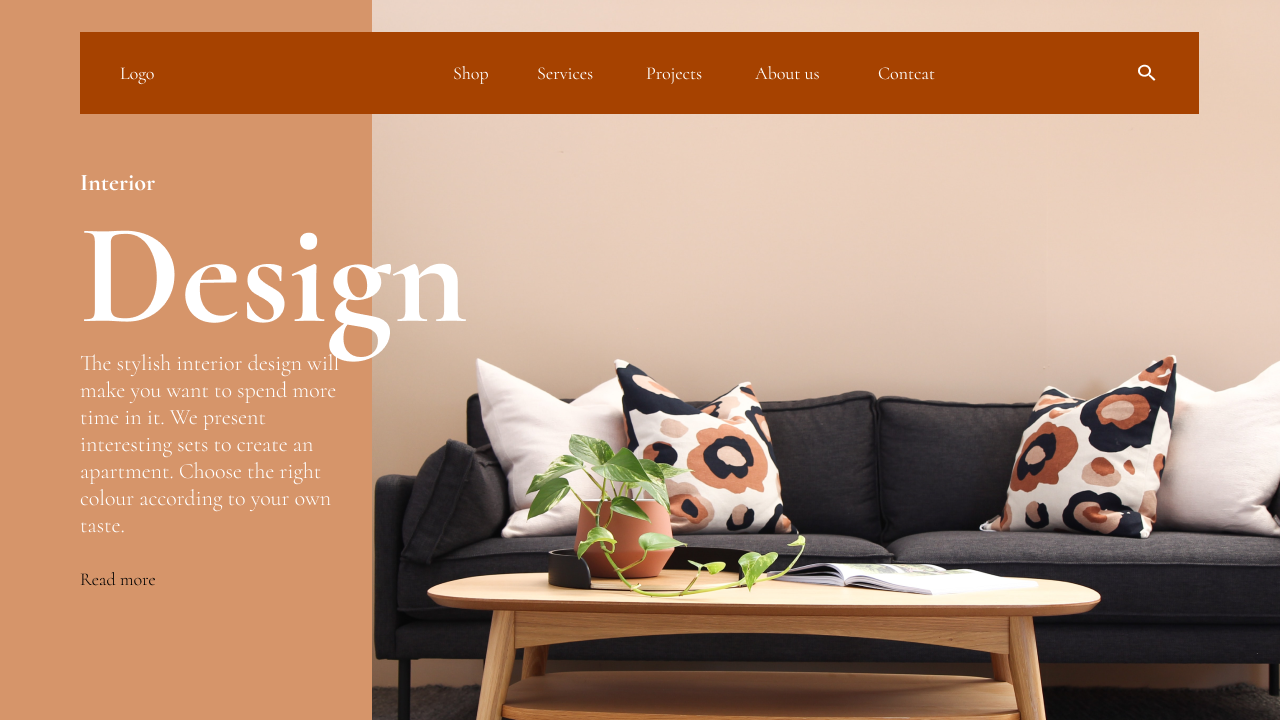 Logo Shop Services Projects About us Contcat
Interior
Design
The stylish interior design will
make you want to spend more
time in it. We present
interesting sets to create an
apartment. Choose the right
colour according to your own
taste.
Read more